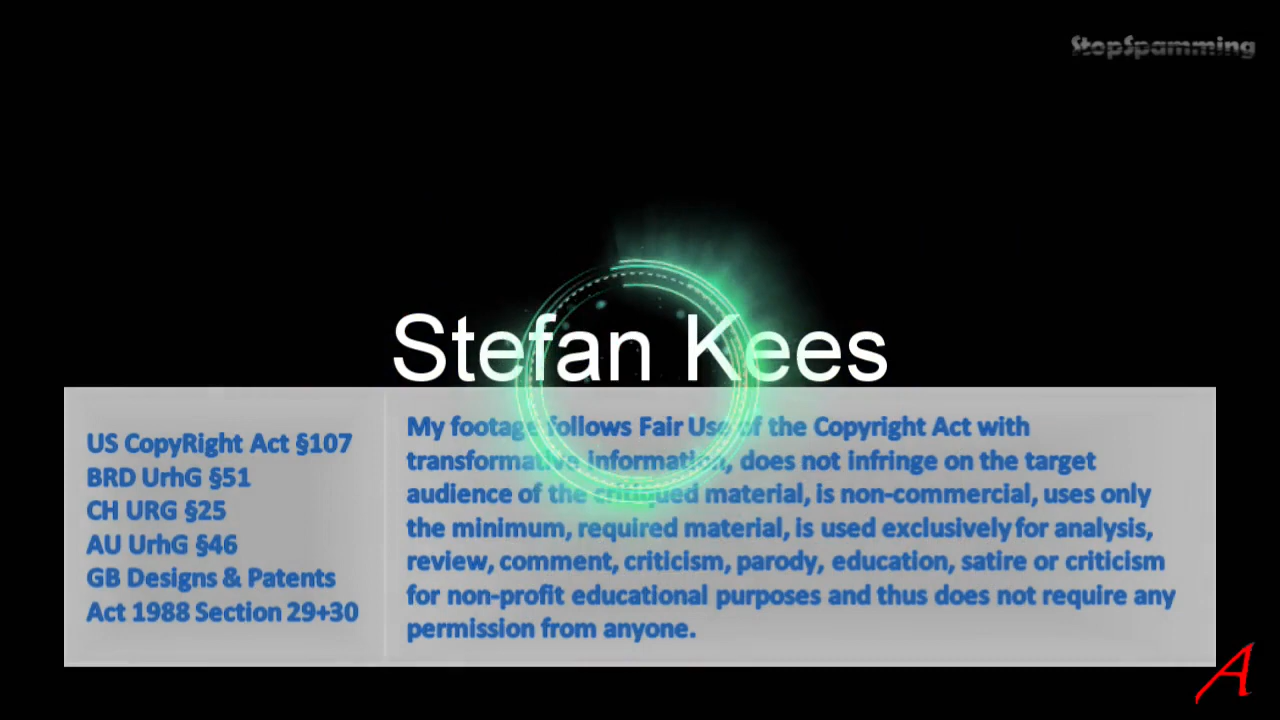 StopSpamming
Stefan Kees
US CopyRight Act §107
BRD UrhG §51
CH URG §25
AU UrhG §46
GB Designs & Patents
Act 1988 Section 29+30
My footage follows Fair Use of the Copyright Act with
transformative information, does not infringe on the target
audience of the critiqued material, is non-commercial, uses only
the minimum, required material, is used exclusively for analysis,
review, comment, criticism, parody, education, satire or criticism
for non-profit educational purposes and thus does not require any
permission from anyone.
A